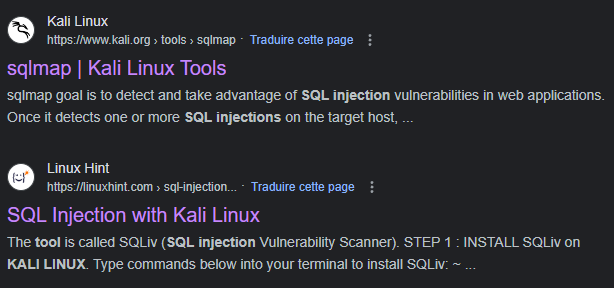 Kali Linux
https://www.kali.org › tools › sqlmap · Traduire cette page
sqlmap | Kali Linux Tools
sqlmap goal is to detect and take advantage of SQL injection vulnerabilities in web applications.
Once it detects one or more SQL injections on the target host, ...
Linux Hint
https://linuxhint.com › sql-injection... · Traduire cette page
SQL Injection with Kali Linux
The tool is called SQLiv (SQL injection Vulnerability Scanner). STEP 1 : INSTALL SQLiv on
KALI LINUX. Type commands below into your terminal to install SQLiv: ~ ...